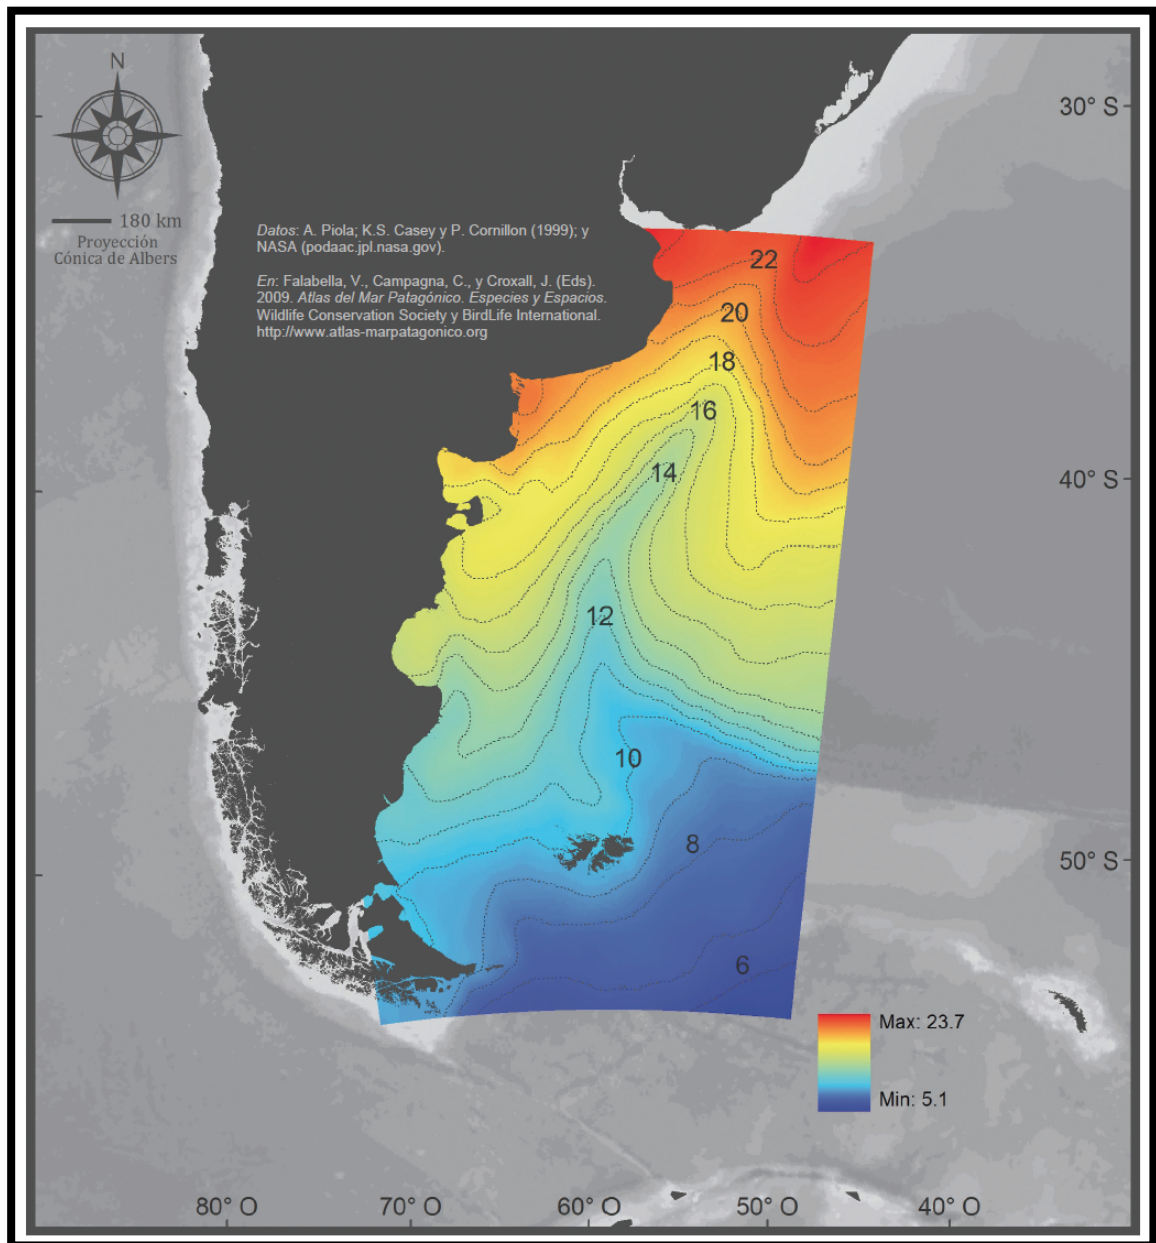 N
180 km
Proyección
Cónica de Albers
Datos: A. Piola; K.S. Casey y P. Cornillon (1999); y
NASA (podaac.jpl.nasa.gov).
En: Falabella, V., Campagna, C., y Croxall, J. (Eds).
2009. Atlas del Mar Patagónico. Especies y Espacios.
Wildlife Conservation Society y BirdLife International.
http://www.atlas-marpatagonico.org
30° S
22
20
18
16
14
40° S
12
10
8
50° S
6
Max: 23.7
Min: 5.1
80° O
70° O
60° O
50° O
40° O